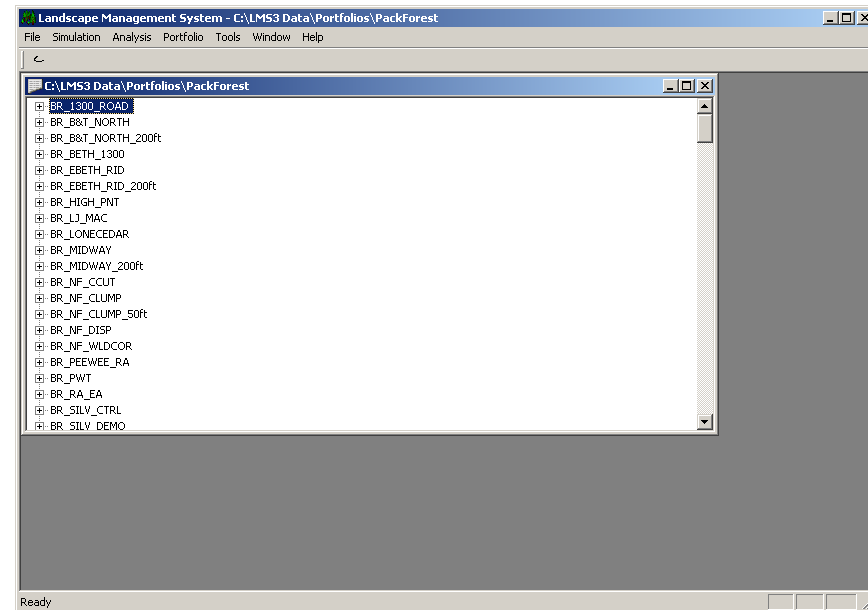 Landscape Management System - C:\LMS3 Data\Portfolios\PackForest
File Simulation Analysis Portfolio Tools Window Help
C:\LMS3 Data\Portfolios\PackForest
BR_1300_ROAD
BR_B&T_NORTH
BR_B&T_NORTH_200ft
BR_BETH_1300
BR_EBETH_RID
BR_EBETH_RID_200ft
BR_HIGH_PNT
BR_LJ_MAC
BR_LONECEDAR
BR_MIDWAY
BR_MIDWAY_200ft
BR_NF_CCUT
BR_NF_CLUMP
BR_NF_CLUMP_50ft
BR_NF_DISP
BR_NF_WLDCOR
BR_PEEWEE_RA
BR_PWT
BR_RA_EA
BR_SILV_CTRL
BR_SILV_DEMO
Ready